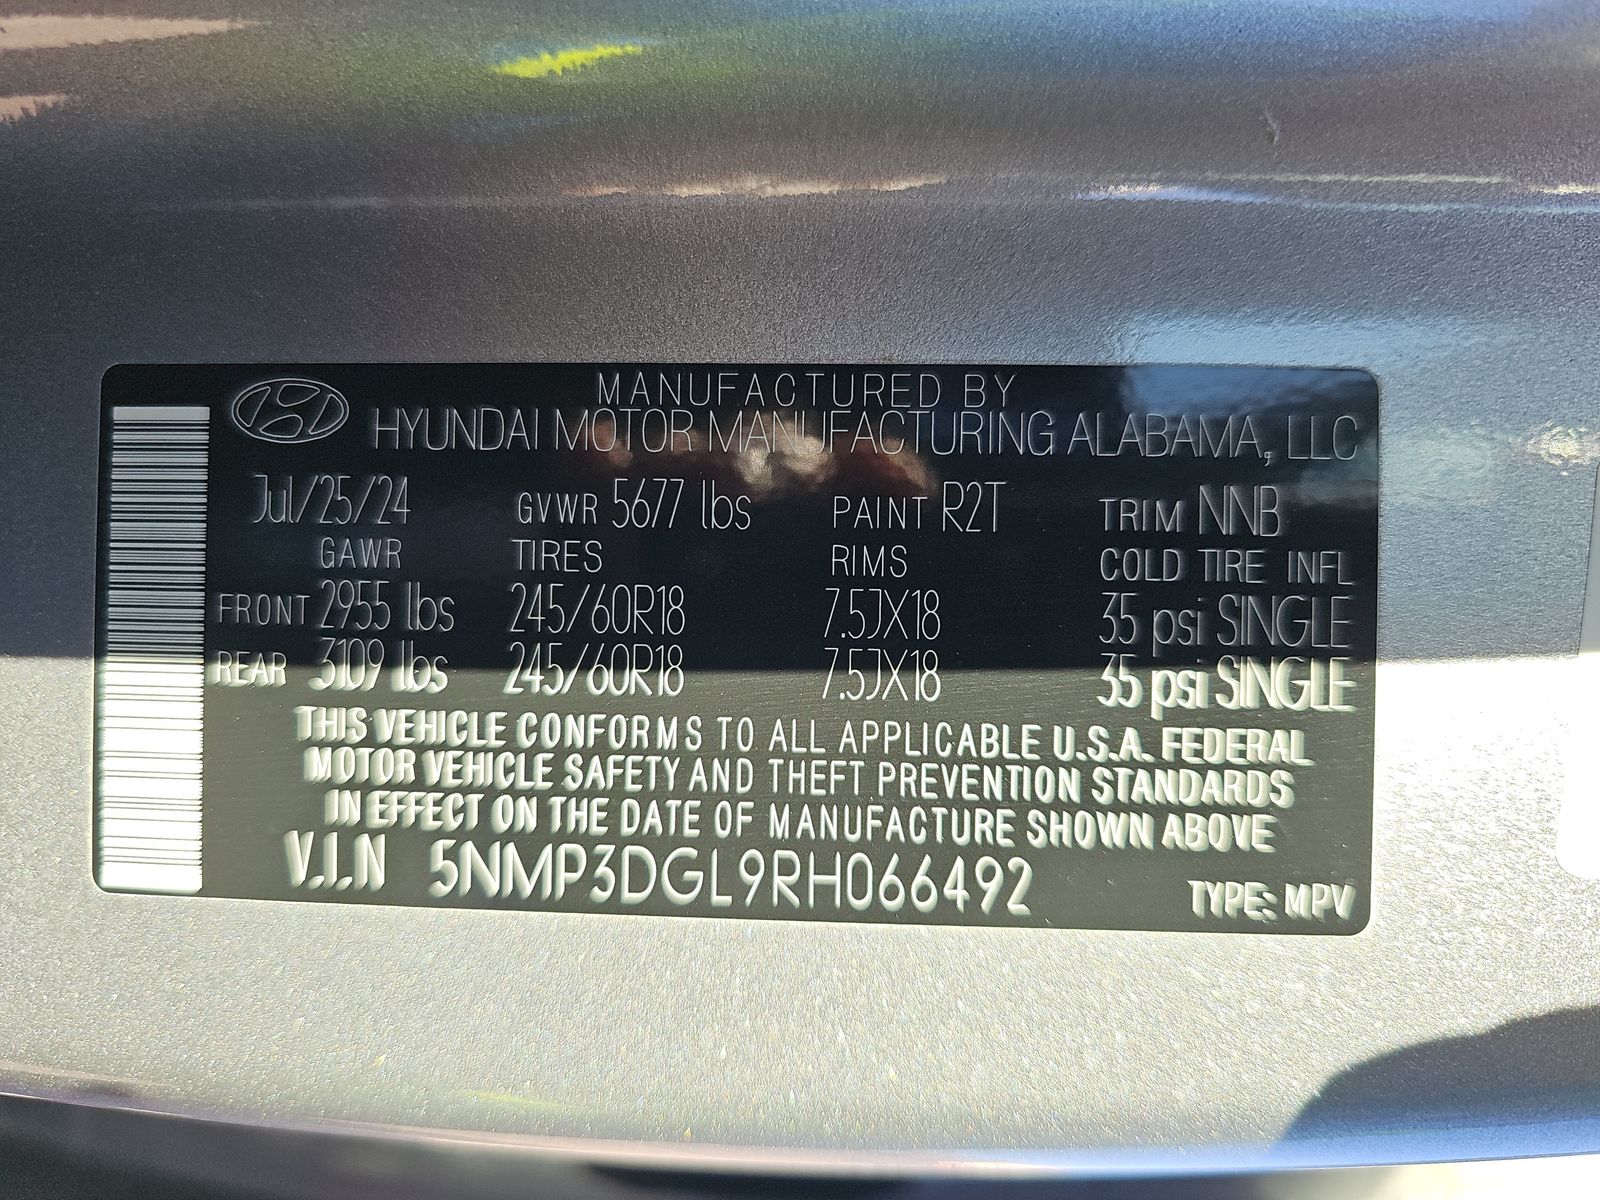 MANUFACTURED BY
HYUNDAI MOTOR MANUFACTURING ALABAMA, LLC
Jul/25/24 GVWR 5677 lbs PAINT R2T TRIM NNB
GAWR TIRES RIMS COLD TIRE INFL
FRONT 2955 lbs 245/60R18 7.5JX18 35 psi SINGLE
REAR 3109 lbs 245/60R18 7.5JX18 35 psi SINGLE
THIS VEHICLE CONFORMS TO ALL APPLICABLE U.S.A. FEDERAL
MOTOR VEHICLE SAFETY AND THEFT PREVENTION STANDARDS
IN EFFECT ON THE DATE OF MANUFACTURE SHOWN ABOVE
V.I.N 5NMP3DGL9RH066492 TYPE: MPV